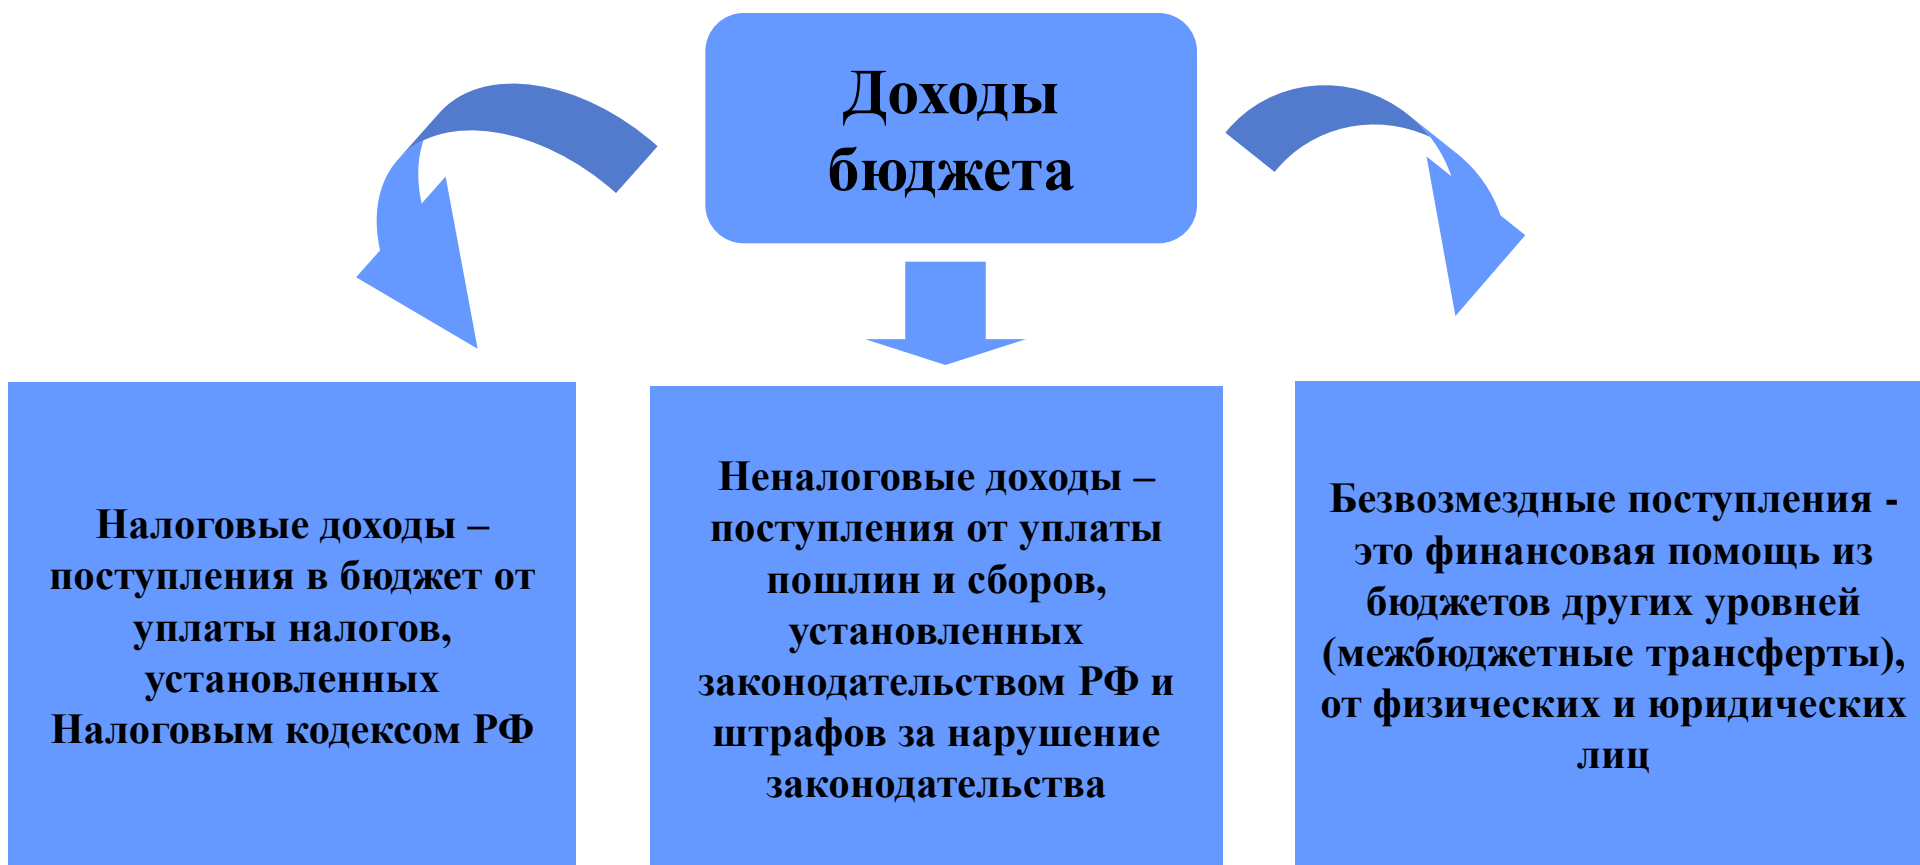 Доходы
бюджета
Налоговые доходы –
поступления в бюджет от
уплаты налогов,
установленных
Налоговым кодексом РФ
Неналоговые доходы –
поступления от уплаты
пошлин и сборов,
установленных
законодательством РФ и
штрафов за нарушение
законодательства
Безвозмездные поступления -
это финансовая помощь из
бюджетов других уровней
(межбюджетные трансферты),
от физических и юридических
лиц